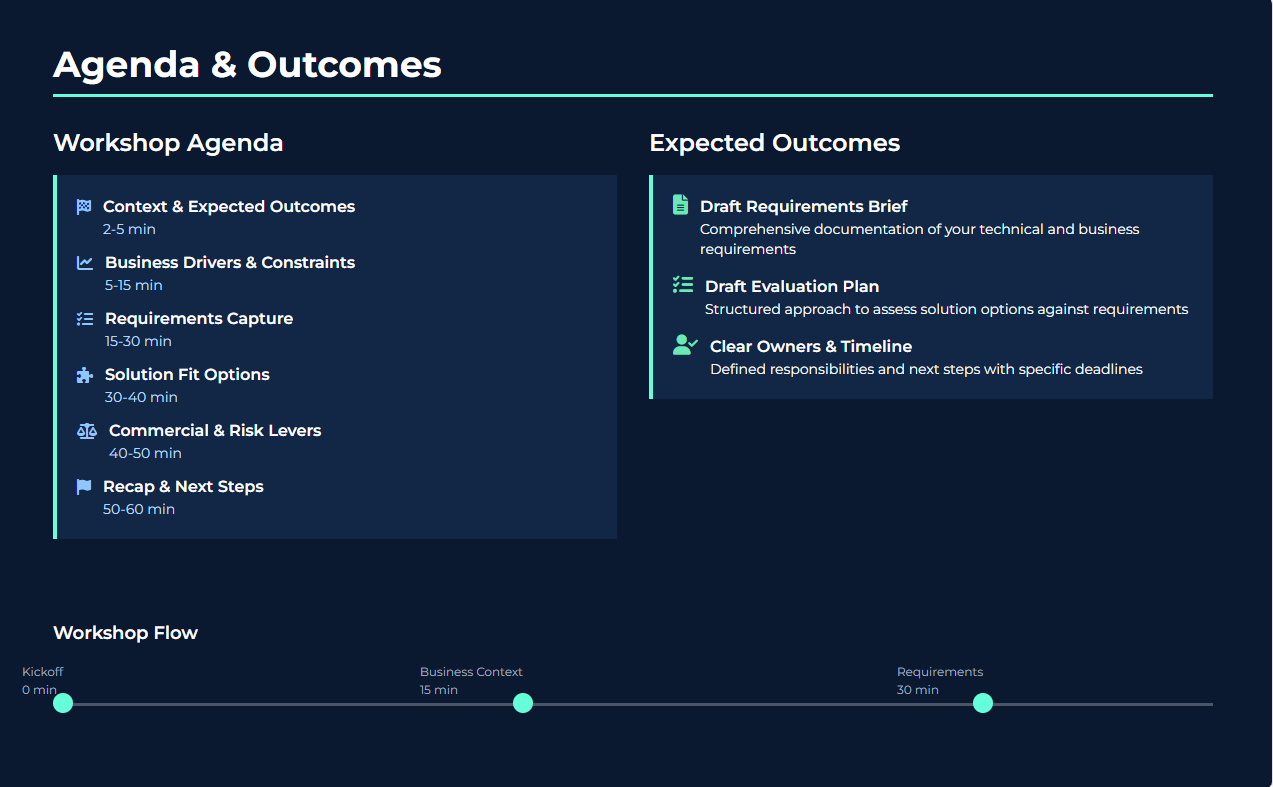 Agenda & Outcomes
Workshop Agenda
Context & Expected Outcomes
2-5 min
Business Drivers & Constraints
5-15 min
Requirements Capture
15-30 min
Solution Fit Options
30-40 min
Commercial & Risk Levers
40-50 min
Recap & Next Steps
50-60 min
Expected Outcomes
Draft Requirements Brief
Comprehensive documentation of your technical and business
requirements
Draft Evaluation Plan
Structured approach to assess solution options against requirements
Clear Owners & Timeline
Defined responsibilities and next steps with specific deadlines
Workshop Flow
Kickoff
0 min
Business Context
15 min
Requirements
30 min